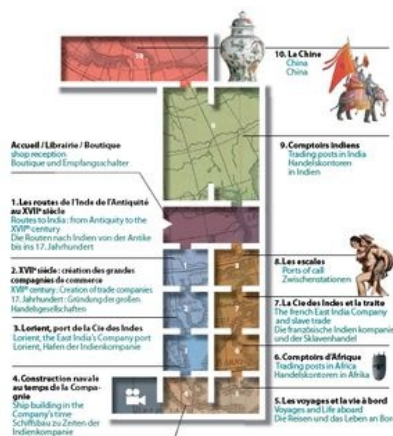 10. La Chine
China
China
Accueil / Librairie / Boutique
shop reception
Boutique und Empfangsschalter
9. Comptoirs indiens
Trading posts in India
Handelskontoren
in Indien
1. Les routes de l'Inde de l'Antiquité
au XVIIe siècle
Routes to India : from Antiquity to the
XVIIth century
Die Routen nach Indien von der Antike
bis ins 17. Jahrhundert
8. Les escales
Ports of call
Zwischenstationen
2. XVIIe siècle : création des grandes
compagnies de commerce
XVIIth century : Creation of trade companies
17. Jahrhundert : Gründung der großen
Handelsgesellschaften
7. La Cie des Indes et la traite
The french East India Company
and slave trade
Die französische Indien kompanie
und der Sklavenhandel
3. Lorient, port de la Cie des Indes
Lorient, the East India's Company port
Lorient, Hafen der Indienkompanie
6. Comptoirs d'Afrique
Trading posts in Africa
Handelskontoren in Afrika
4. Construction navale
au temps de la Compa-
gnie
Ship building in the
Company's time
Schiffsbau zu Zeiten der
Indienkompanie
5. Les voyages et la vie à bord
Voyages and Life aboard
Die Reisen und das Leben an Bor